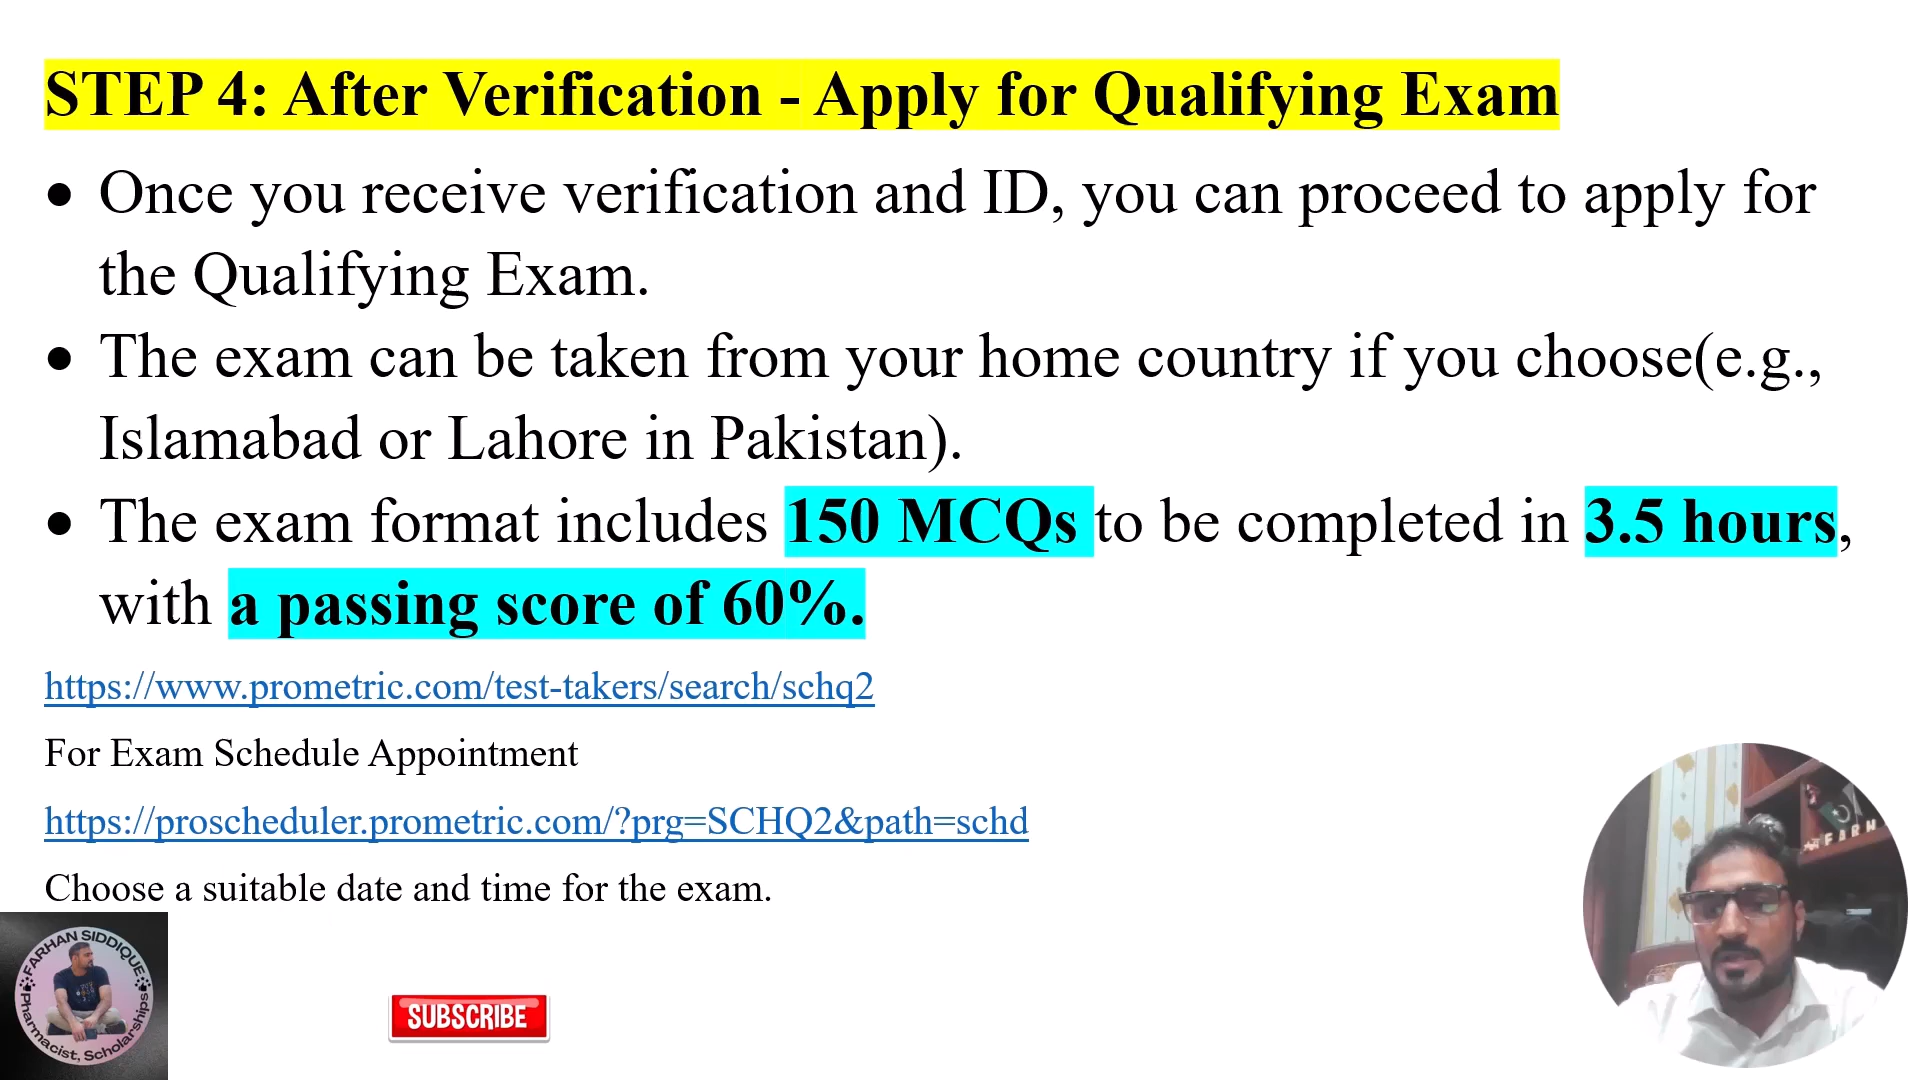 STEP 4: After Verification - Apply for Qualifying Exam
• Once you receive verification and ID, you can proceed to apply for
the Qualifying Exam.
• The exam can be taken from your home country if you choose(e.g.,
Islamabad or Lahore in Pakistan).
• The exam format includes 150 MCQs to be completed in 3.5 hours,
with a passing score of 60%.
https://www.prometric.com/test-takers/search/schq2
For Exam Schedule Appointment
https://proscheduler.prometric.com/?prg=SCHQ2&path=schd
Choose a suitable date and time for the exam.
FARHAN SIDDIQUE
Pharmacist, Scholarships
SUBSCRIBE
FARH